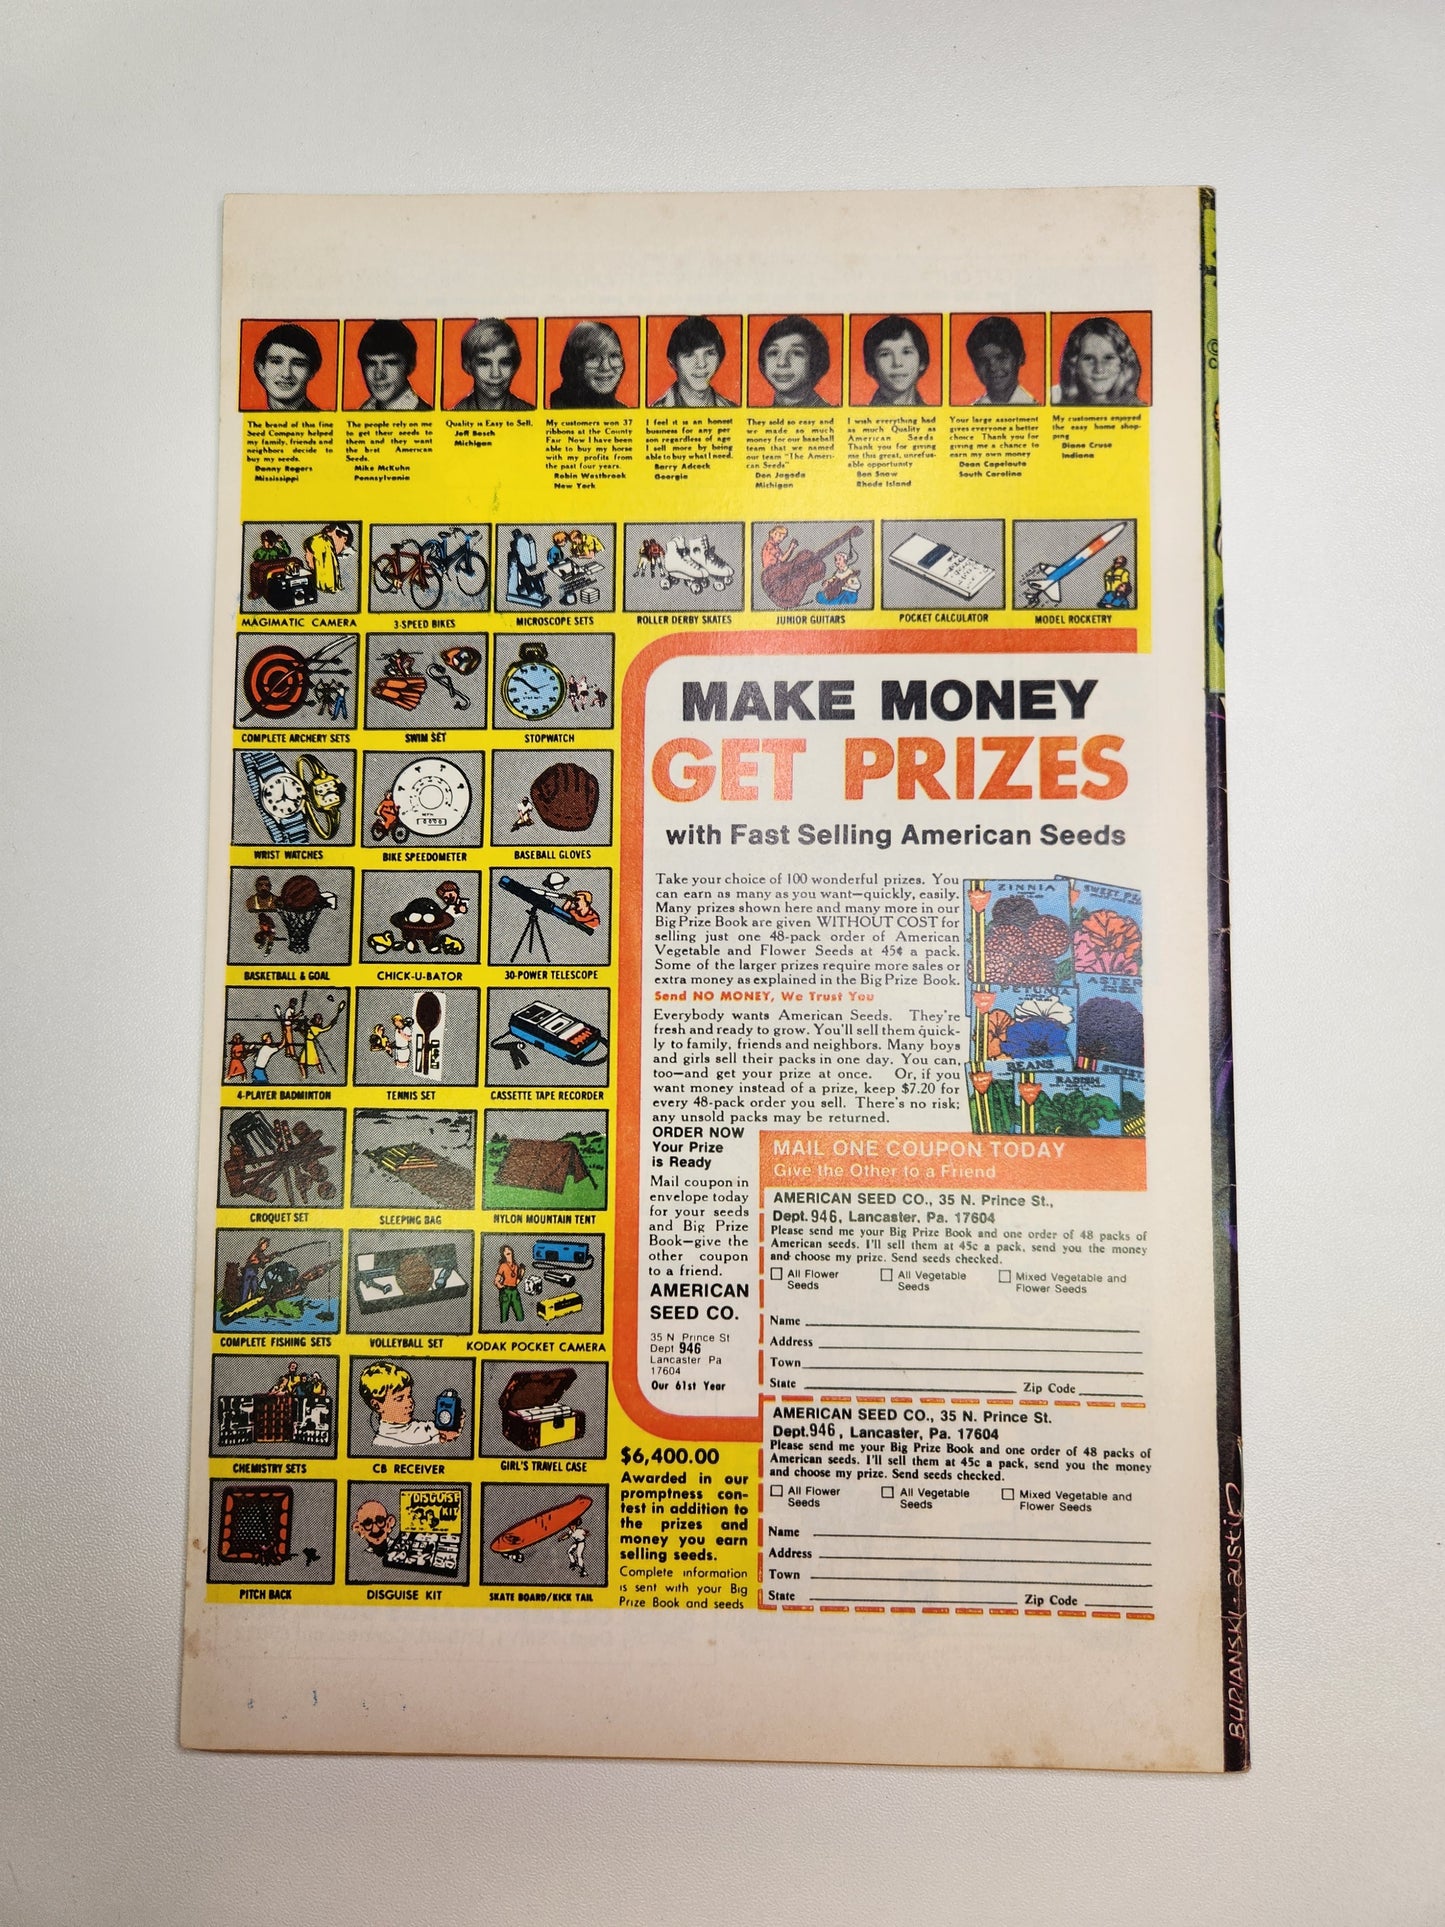 The brand of this fine
Seed Company helped
my family, friends and
neighbors decide to
buy my seeds.
Danny Rogers
Mississippi
The people rely on me
to get their seeds to
them and they want
the best American
Seeds.
Mike McKuhn
Pennsylvania
Quality is Easy to Sell.
Jeff Bosch
Michigan
My customers won 37
ribbons at the County
Fair Now I have been
able to buy my horse
with my profits from
the past four years.
Robin Westbrook
New York
I feel it is an honest
business for any per
son regardless of age
I sell more by being
able to buy what I need.
Barry Adcock
Georgia
They sold so easy and
we made so much
money for our baseball
team that we named
our team "The Ameri-
can Seeds"
Don Jagoda
Michigan
I wish everything had
as much Quality as
American Seeds
Thank you for giving
me this great, unrefus-
able opportunity
Ben Snow
Rhode Island
Your large assortment
gives everyone a better
choice Thank you for
giving me a chance to
earn my own money
Dean Capelouto
South Carolina
My customers enjoyed
the easy home shop-
ping
Diane Cruse
Indiana
MAGIMATIC CAMERA
3-SPEED BIKES
MICROSCOPE SETS
ROLLER DERBY SKATES
JUNIOR GUITARS
POCKET CALCULATOR
MODEL ROCKETRY
COMPLETE ARCHERY SETS
SWIM SET
STOPWATCH
WRIST WATCHES
BIKE SPEEDOMETER
BASEBALL GLOVES
BASKETBALL & GOAL
CHICK-U-BATOR
30-POWER TELESCOPE
4-PLAYER BADMINTON
TENNIS SET
CASSETTE TAPE RECORDER
CROQUET SET
SLEEPING BAG
NYLON MOUNTAIN TENT
COMPLETE FISHING SETS
VOLLEYBALL SET
KODAK POCKET CAMERA
CHEMISTRY SETS
CB RECEIVER
GIRL'S TRAVEL CASE
DISGUISE
KIT
PITCH BACK
DISGUISE KIT
SKATE BOARD/KICK TAIL
MAKE MONEY
GET PRIZES
with Fast Selling American Seeds
Take your choice of 100 wonderful prizes. You
can earn as many as you want—quickly, easily.
Many prizes shown here and many more in our
Big Prize Book are given WITHOUT COST for
selling just one 48-pack order of American
Vegetable and Flower Seeds at 45¢ a pack.
Some of the larger prizes require more sales or
extra money as explained in the Big Prize Book.
Send NO MONEY, We Trust You
Everybody wants American Seeds. They're
fresh and ready to grow. You'll sell them quick-
ly to family, friends and neighbors. Many boys
and girls sell their packs in one day. You can,
too—and get your prize at once. Or, if you
want money instead of a prize, keep $7.20 for
every 48-pack order you sell. There's no risk;
any unsold packs may be returned.
ZINNIA
SWEET PE
PETUNIA
ASTER
BEANS
RADISH
SWEET
ORDER NOW
Your Prize
is Ready
Mail coupon in
envelope today
for your seeds
and Big Prize
Book—give the
other coupon
to a friend.
AMERICAN
SEED CO.
35 N Prince St
Dept 946
Lancaster Pa
17604
Our 61st Year
MAIL ONE COUPON TODAY
Give the Other to a Friend
AMERICAN SEED CO., 35 N. Prince St.,
Dept. 946, Lancaster, Pa. 17604
Please send me your Big Prize Book and one order of 48 packs of
American seeds. I'll sell them at 45c a pack, send you the money
and choose my prize. Send seeds checked.
All Flower
Seeds
All Vegetable
Seeds
Mixed Vegetable and
Flower Seeds
Name
Address
Town
State Zip Code
AMERICAN SEED CO., 35 N. Prince St.
Dept. 946, Lancaster, Pa. 17604
Please send me your Big Prize Book and one order of 48 packs of
American seeds. I'll sell them at 45c a pack, send you the money
and choose my prize. Send seeds checked.
All Flower
Seeds
All Vegetable
Seeds
Mixed Vegetable and
Flower Seeds
Name
Address
Town
State Zip Code
$6,400.00
Awarded in our
promptness con-
test in addition to
the prizes and
money you earn
selling seeds.
Complete information
is sent with your Big
Prize Book and seeds
BUDIANSKY-AUSTIN